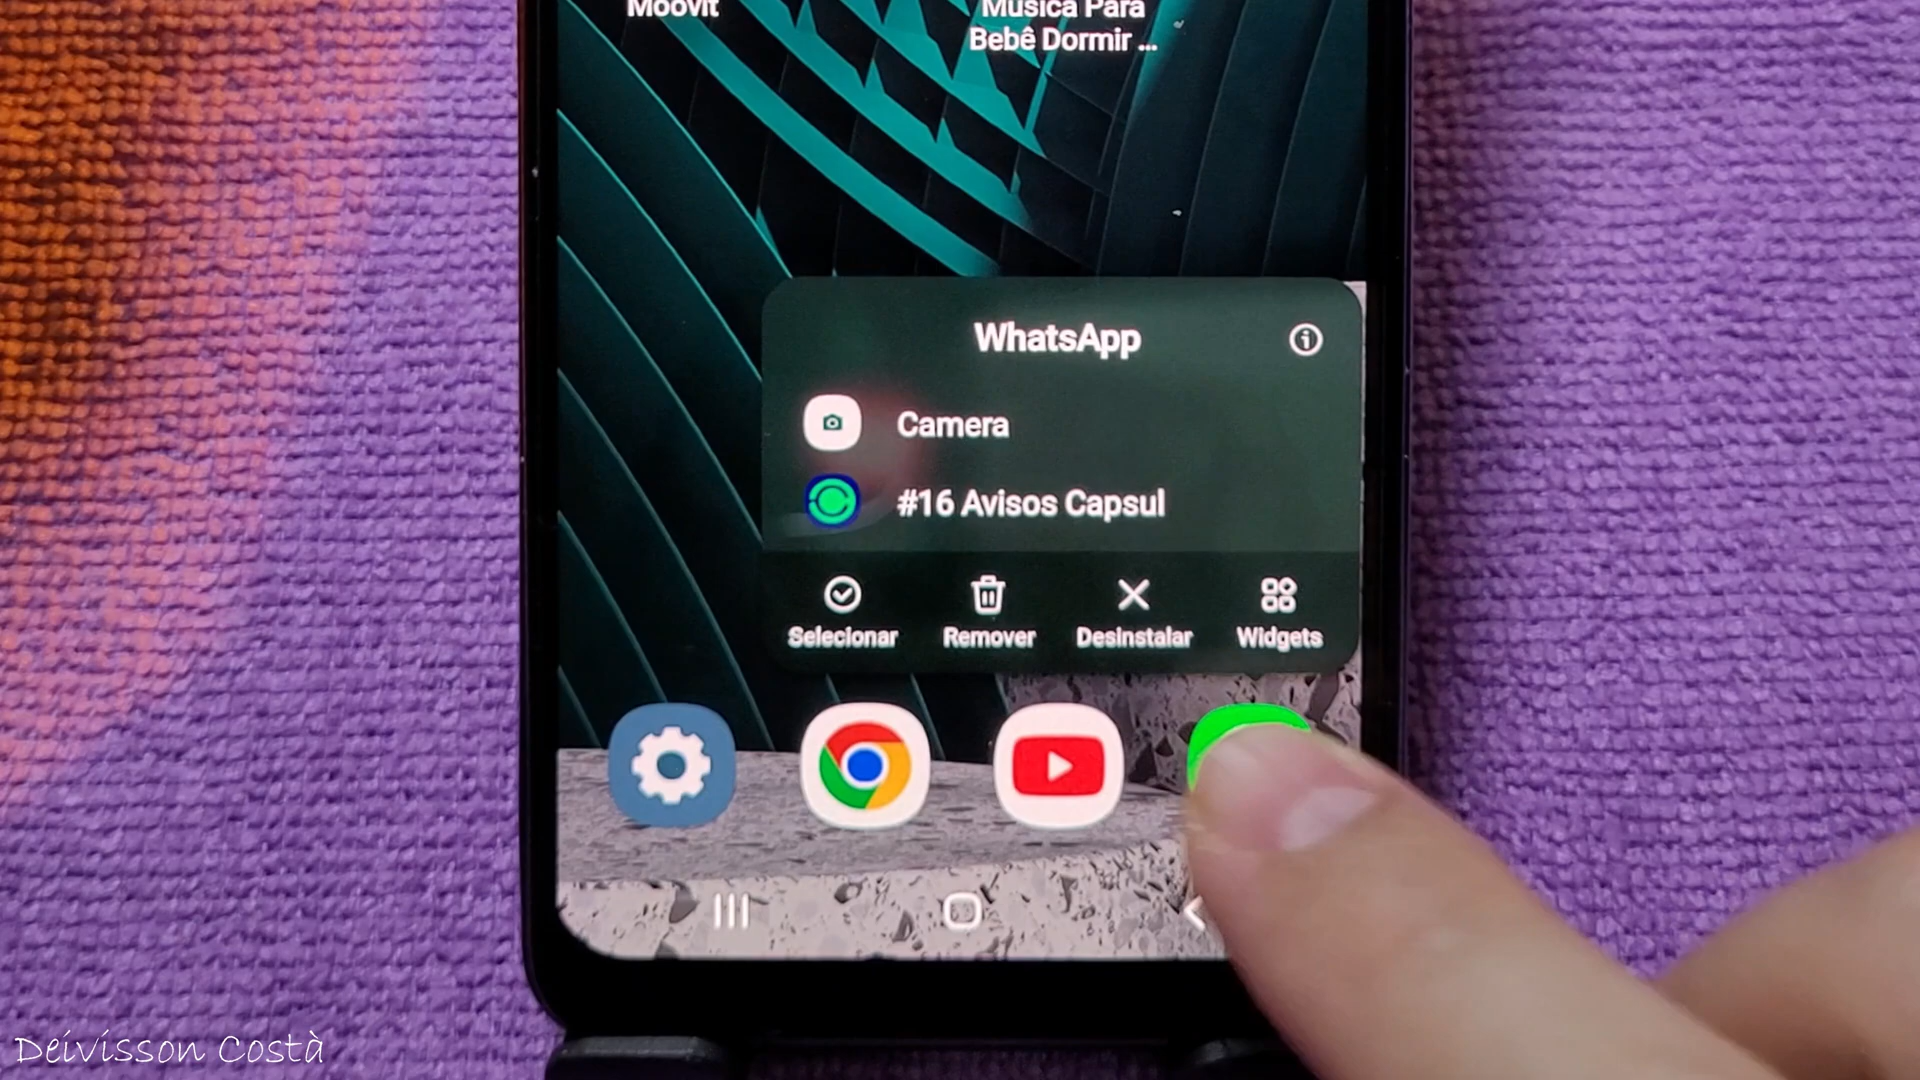 Moovit
Musica Para
Bebê Dormir ...
WhatsApp
Camera
#16 Avisos Capsul
Selecionar
Remover
Desinstalar
Widgets
Deivisson Costà